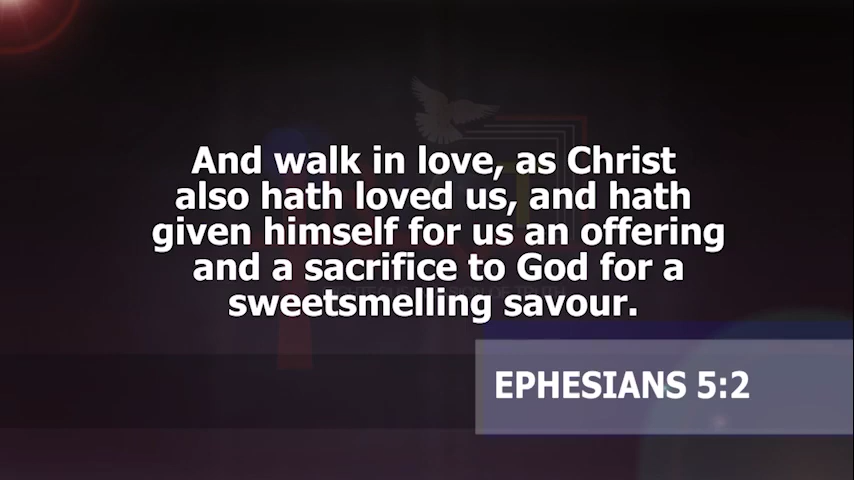 And walk in love, as Christ
also hath loved us, and hath
given himself for us an offering
and a sacrifice to God for a
sweetsmelling savour.
EPHESIANS 5:2